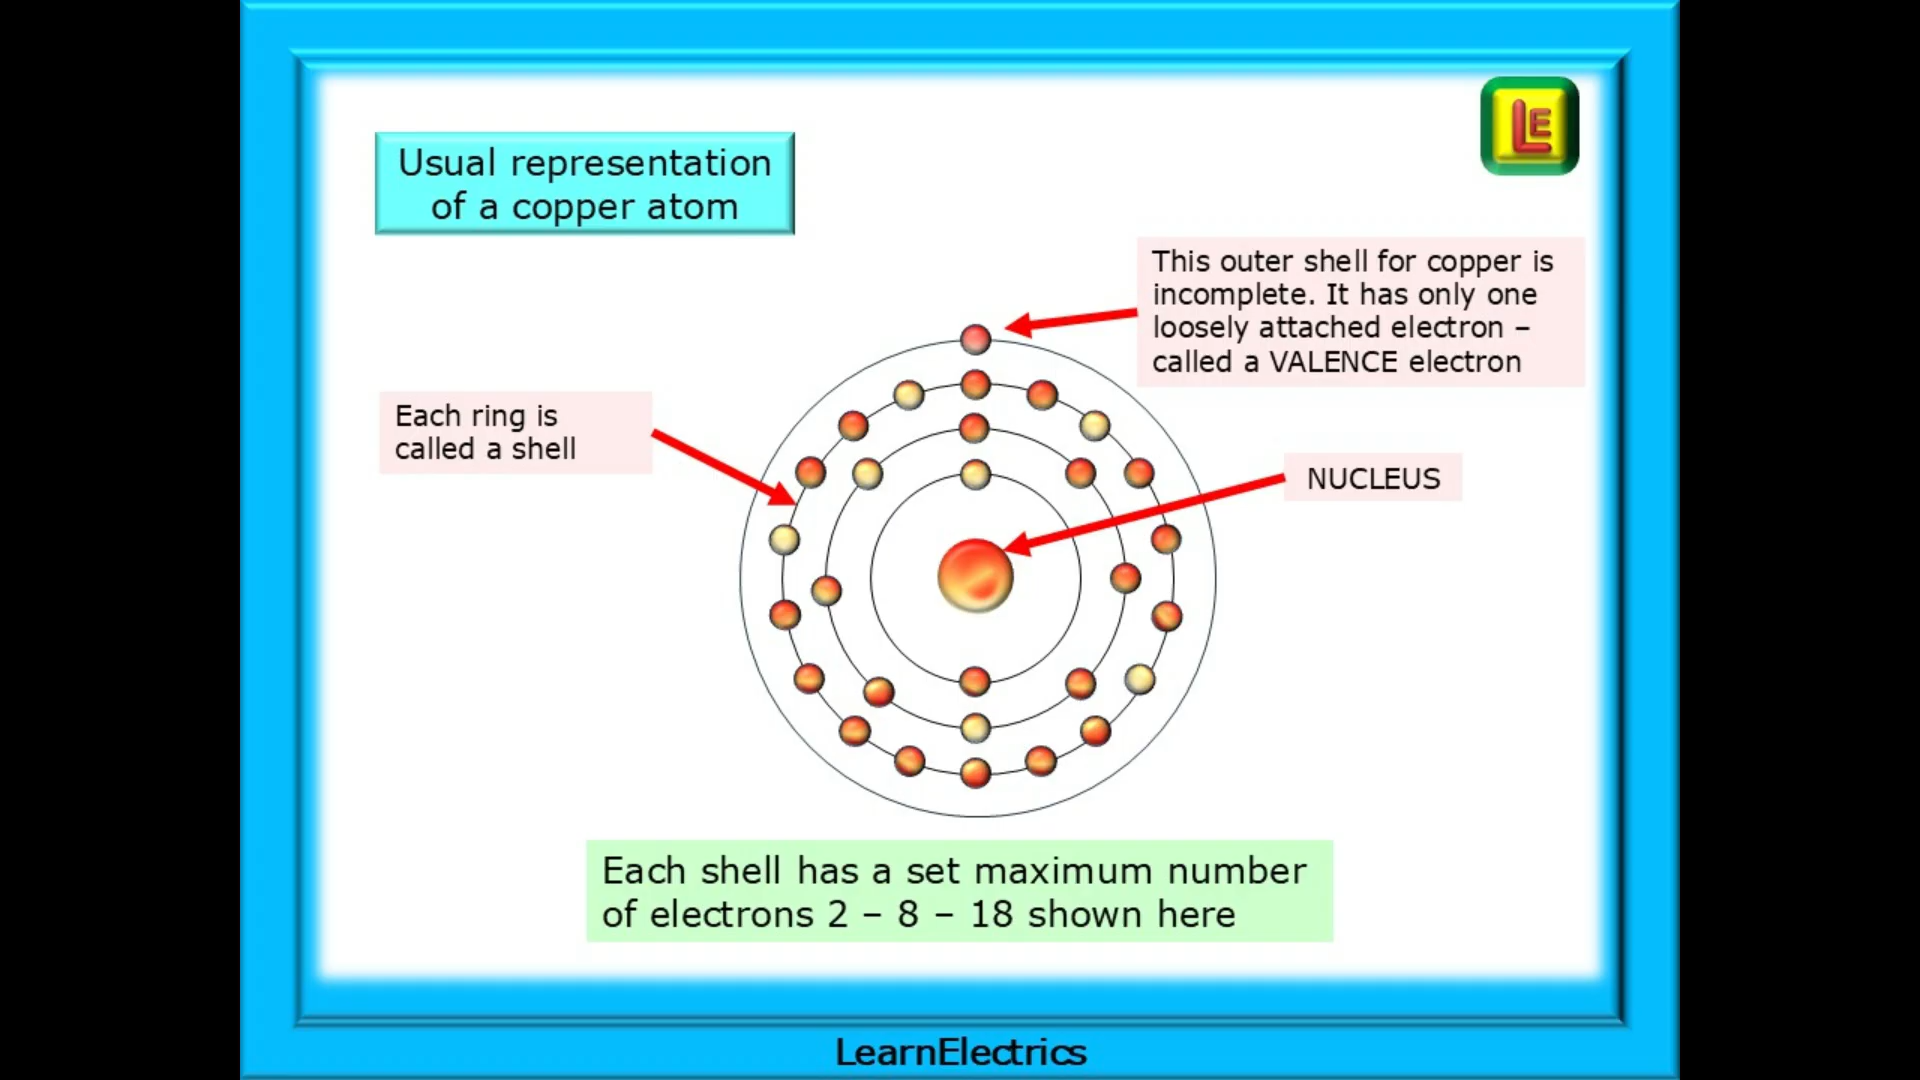 LE
Usual representation
of a copper atom
This outer shell for copper is
incomplete. It has only one
loosely attached electron –
called a VALENCE electron
Each ring is
called a shell
NUCLEUS
Each shell has a set maximum number
of electrons 2 – 8 – 18 shown here
LearnElectrics